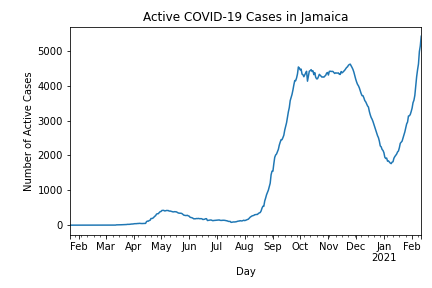 Active COVID-19 Cases in Jamaica
5000
4000
3000
2000
1000
0
Number of Active Cases
Feb Mar Apr May Jun Jul Aug Sep Oct Nov Dec Jan Feb
2021
Day